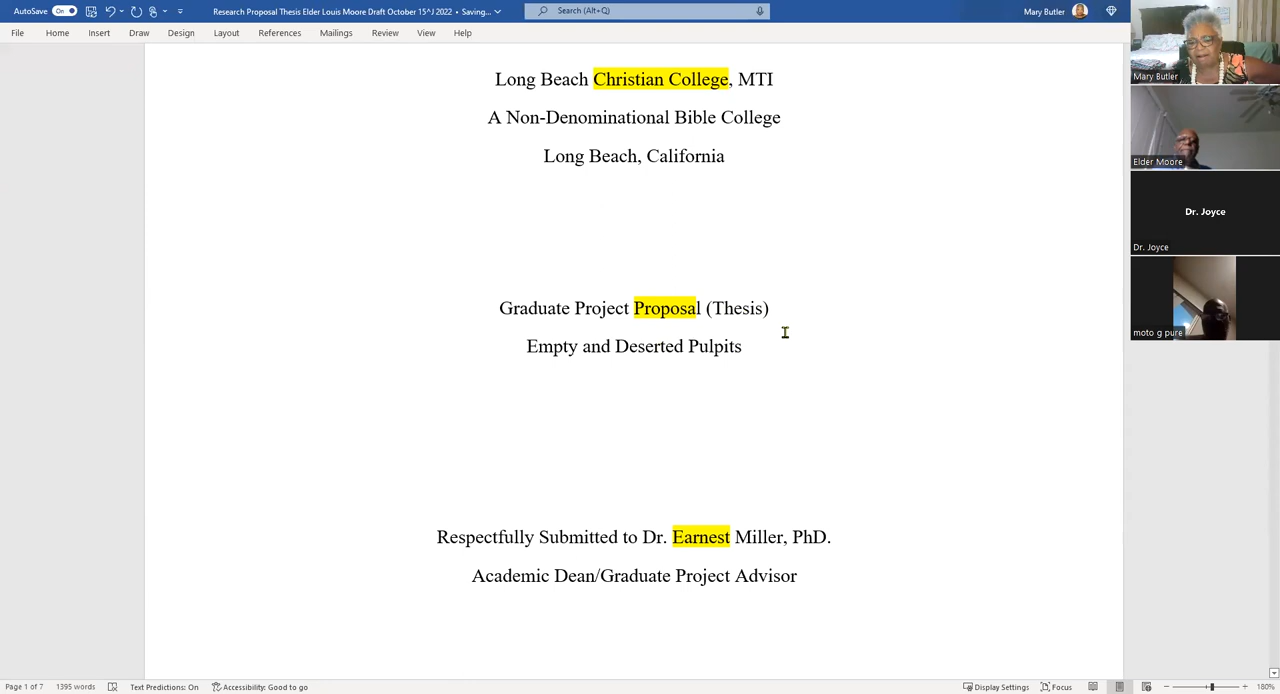 AutoSave On Research Proposal Thesis Elder Louis Moore Draft October 15^J 2022 • Saving... Search (Alt+Q) Mary Butler
File Home Insert Draw Design Layout References Mailings Review View Help
Long Beach Christian College, MTI
A Non-Denominational Bible College
Long Beach, California
Graduate Project Proposal (Thesis)
Empty and Deserted Pulpits
Respectfully Submitted to Dr. Earnest Miller, PhD.
Academic Dean/Graduate Project Advisor
Mary Butler
Elder Moore
Dr. Joyce
Dr. Joyce
moto g pure
Page 1 of 7 1395 words Text Predictions: On Accessibility: Good to go Display Settings Focus 180%